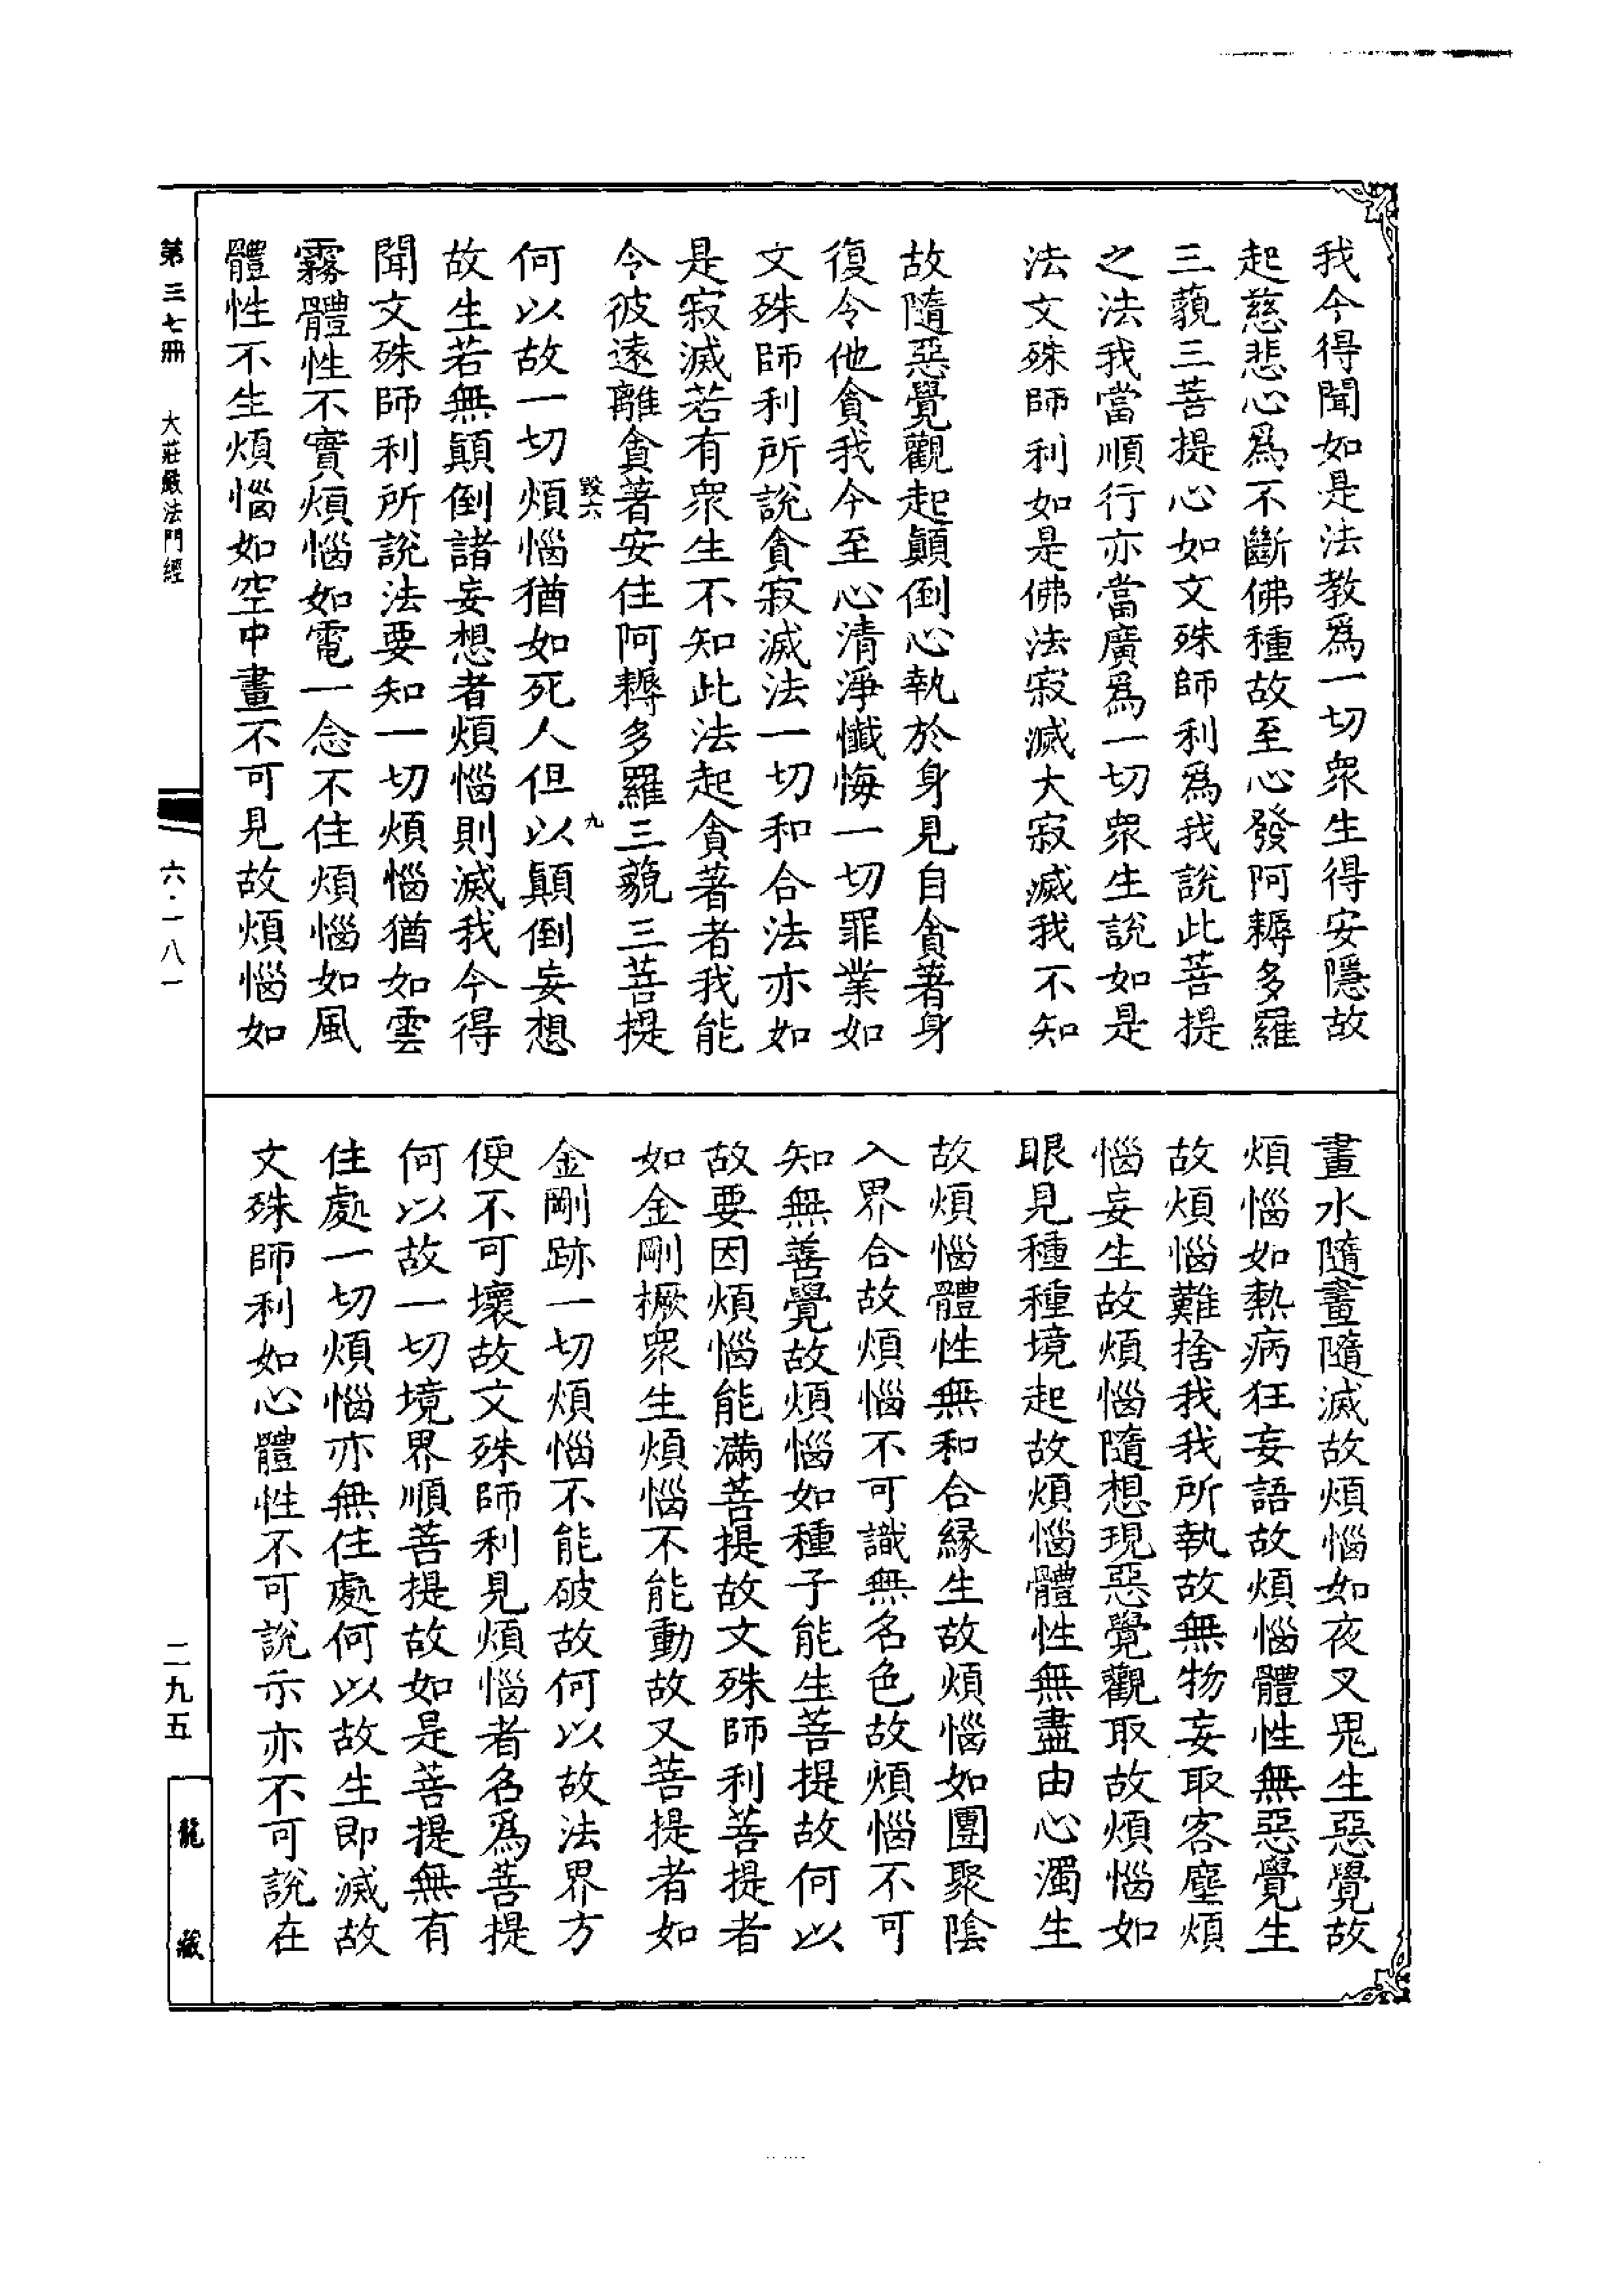 我今得聞如是法教爲一切衆生得安隱故
起慈悲心爲不斷佛種故至心發阿耨多羅
三藐三菩提心如文殊師利爲我說此菩提
之法我當順行亦當廣爲一切衆生說如是
法文殊師利如是佛法寂滅大寂滅我不知
故隨惡覺觀起顛倒心執於身見自貪著身
復令他貪我今至心清淨懺悔一切罪業如
文殊師利所說貪寂滅法一切和合法亦如
是寂滅若有衆生不知此法起貪著者我能
令彼遠離貪著安住阿耨多羅三藐三菩提
毀六
九
何以故一切煩惱猶如死人但以顛倒妄想
故生若無顛倒諸妄想者煩惱則滅我今得
聞文殊師利所說法要知一切煩惱猶如雲
霧體性不實煩惱如電一念不住煩惱如風
體性不生煩惱如空中畫不可見故煩惱如
畫水隨畫隨滅故煩惱如夜叉鬼生惡覺故
煩惱如熱病狂妄語故煩惱體性無惡覺生
故煩惱難捨我我所執故無物妄取客塵煩
惱妄生故煩惱隨想現惡覺觀取故煩惱如
眼見種種境起故煩惱體性無盡由心濁生
故煩惱體性無和合緣生故煩惱如團聚陰
入界合故煩惱不可識無名色故煩惱不可
知無善覺故煩惱如種子能生菩提故何以
故要因煩惱能滿菩提故文殊師利菩提者
如金剛橛衆生煩惱不能動故又菩提者如
金剛跡一切煩惱不能破故何以故法界方
便不可壞故文殊師利見煩惱者名爲菩提
何以故一切境界順菩提故如是菩提無有
住處一切煩惱亦無住處何以故生即滅故
文殊師利如心體性不可說示亦不可說在
第三七冊 大莊嚴法門經
六·一八一
二九五
龍藏